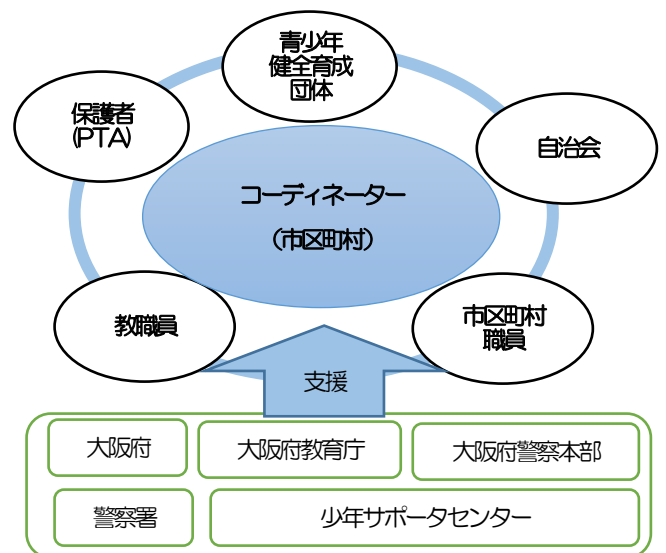 青少年
健全育成
団体
保護者
(PTA)
自治会
コーディネーター
（市区町村）
教職員
市区町村
職員
支援
大阪府
大阪府教育庁
大阪府警察本部
警察署
少年サポータセンター